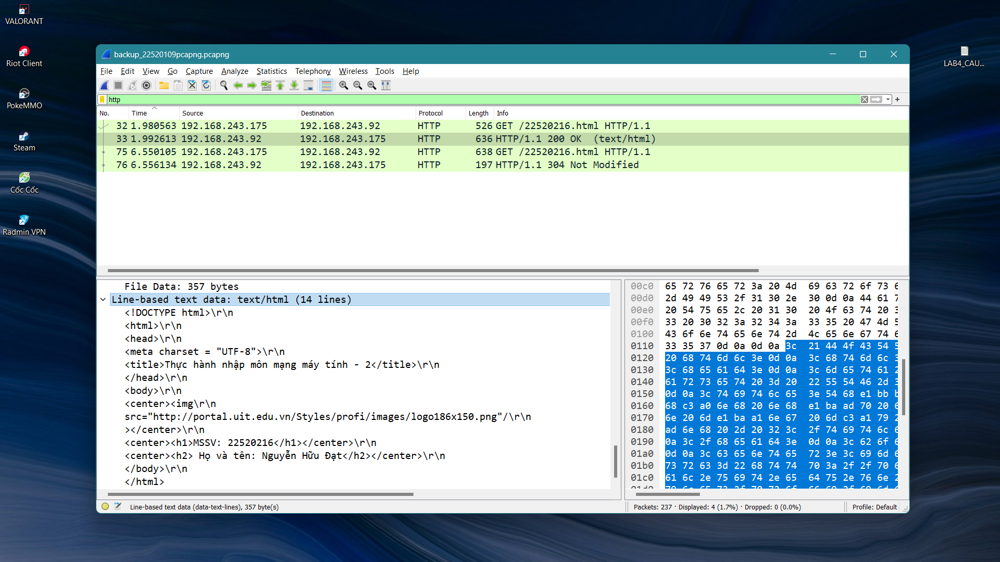 VALORANT
Riot Client
PokeMMO
Steam
Cốc Cốc
Radmin VPN
LAB4_CAU...
backup_22520109pcapng.pcapng
File Edit View Go Capture Analyze Statistics Telephony Wireless Tools Help
http
No. Time Source Destination Protocol Length Info
32 1.980563 192.168.243.175 192.168.243.92 HTTP 526 GET /22520216.html HTTP/1.1
33 1.992613 192.168.243.92 192.168.243.175 HTTP 636 HTTP/1.1 200 OK (text/html)
75 6.550105 192.168.243.175 192.168.243.92 HTTP 638 GET /22520216.html HTTP/1.1
76 6.556134 192.168.243.92 192.168.243.175 HTTP 197 HTTP/1.1 304 Not Modified
File Data: 357 bytes
Line-based text data: text/html (14 lines)
<!DOCTYPE html>\r\n
<html>\r\n
<head>\r\n
<meta charset = "UTF-8">\r\n
<title>Thực hành nhập môn mạng máy tính - 2</title>\r\n
</head>\r\n
<body>\r\n
<center><img\r\n
src="http://portal.uit.edu.vn/Styles/profi/images/logo186x150.png"/\r\n
></center>\r\n
<center><h1>MSSV: 22520216</h1></center>\r\n
<center><h2> Họ và tên: Nguyễn Hữu Đạt</h2></center>\r\n
</body>\r\n
</html>
00c0 65 72 76 65 72 3a 20 4d 69 63 72 6f 73
00d0 2d 49 49 53 2f 31 30 2e 30 0d 0a 44 61
00e0 20 54 75 65 2c 20 31 30 20 4f 63 74 20
00f0 33 20 30 32 3a 32 34 3a 33 35 20 47 4d
0100 43 6f 6e 74 65 6e 74 2d 4c 65 6e 67 74
0110 33 35 37 0d 0a 0d 0a 3c 21 44 4f 43 54
0120 20 68 74 6d 6c 3e 0d 0a 3c 68 74 6d 6c
0130 3c 68 65 61 64 3e 0d 0a 3c 6d 65 74 61
0140 61 72 73 65 74 20 3d 20 22 55 54 46 2d
0150 0d 0a 3c 74 69 74 6c 65 3e 54 68 e1 bb
0160 68 c3 a0 6e 68 20 6e 68 e1 ba ad 70 20
0170 6e 20 6d e1 ba a1 6e 67 20 6d c3 a1 79
0180 ad 6e 68 20 2d 20 32 3c 2f 74 69 74 6c
0190 0a 3c 2f 68 65 61 64 3e 0d 0a 3c 62 6f
01a0 0d 0a 3c 63 65 6e 74 65 72 3e 3c 69 6d
01b0 73 72 63 3d 22 68 74 74 70 3a 2f 2f 70
01c0 61 6c 2e 75 69 74 2e 65 64 75 2e 76 6e
Line-based text data (data-text-lines), 357 byte(s)
Packets: 237 · Displayed: 4 (1.7%) · Dropped: 0 (0.0%)
Profile: Default